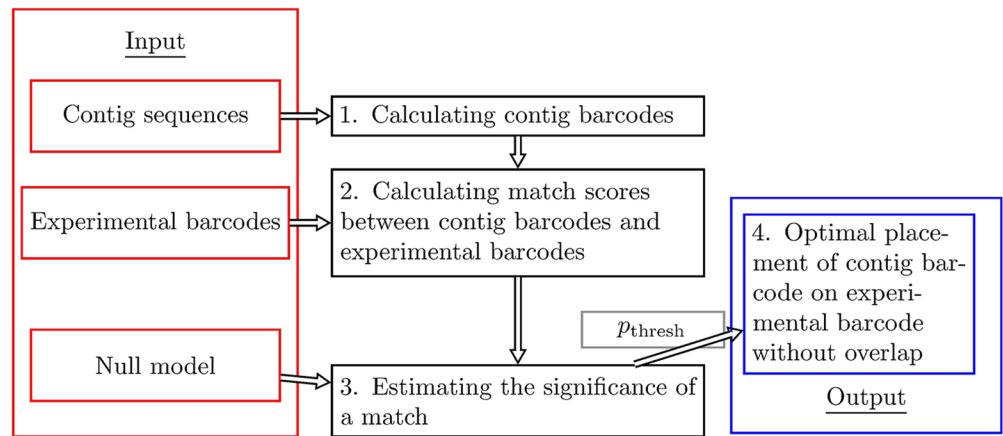 Input
Contig sequences
1. Calculating contig barcodes
Experimental barcodes
2. Calculating match scores
between contig barcodes and
experimental barcodes
Null model
3. Estimating the significance of
a match
p_thresh
4. Optimal place-
ment of contig bar-
code on experi-
mental barcode
without overlap
Output